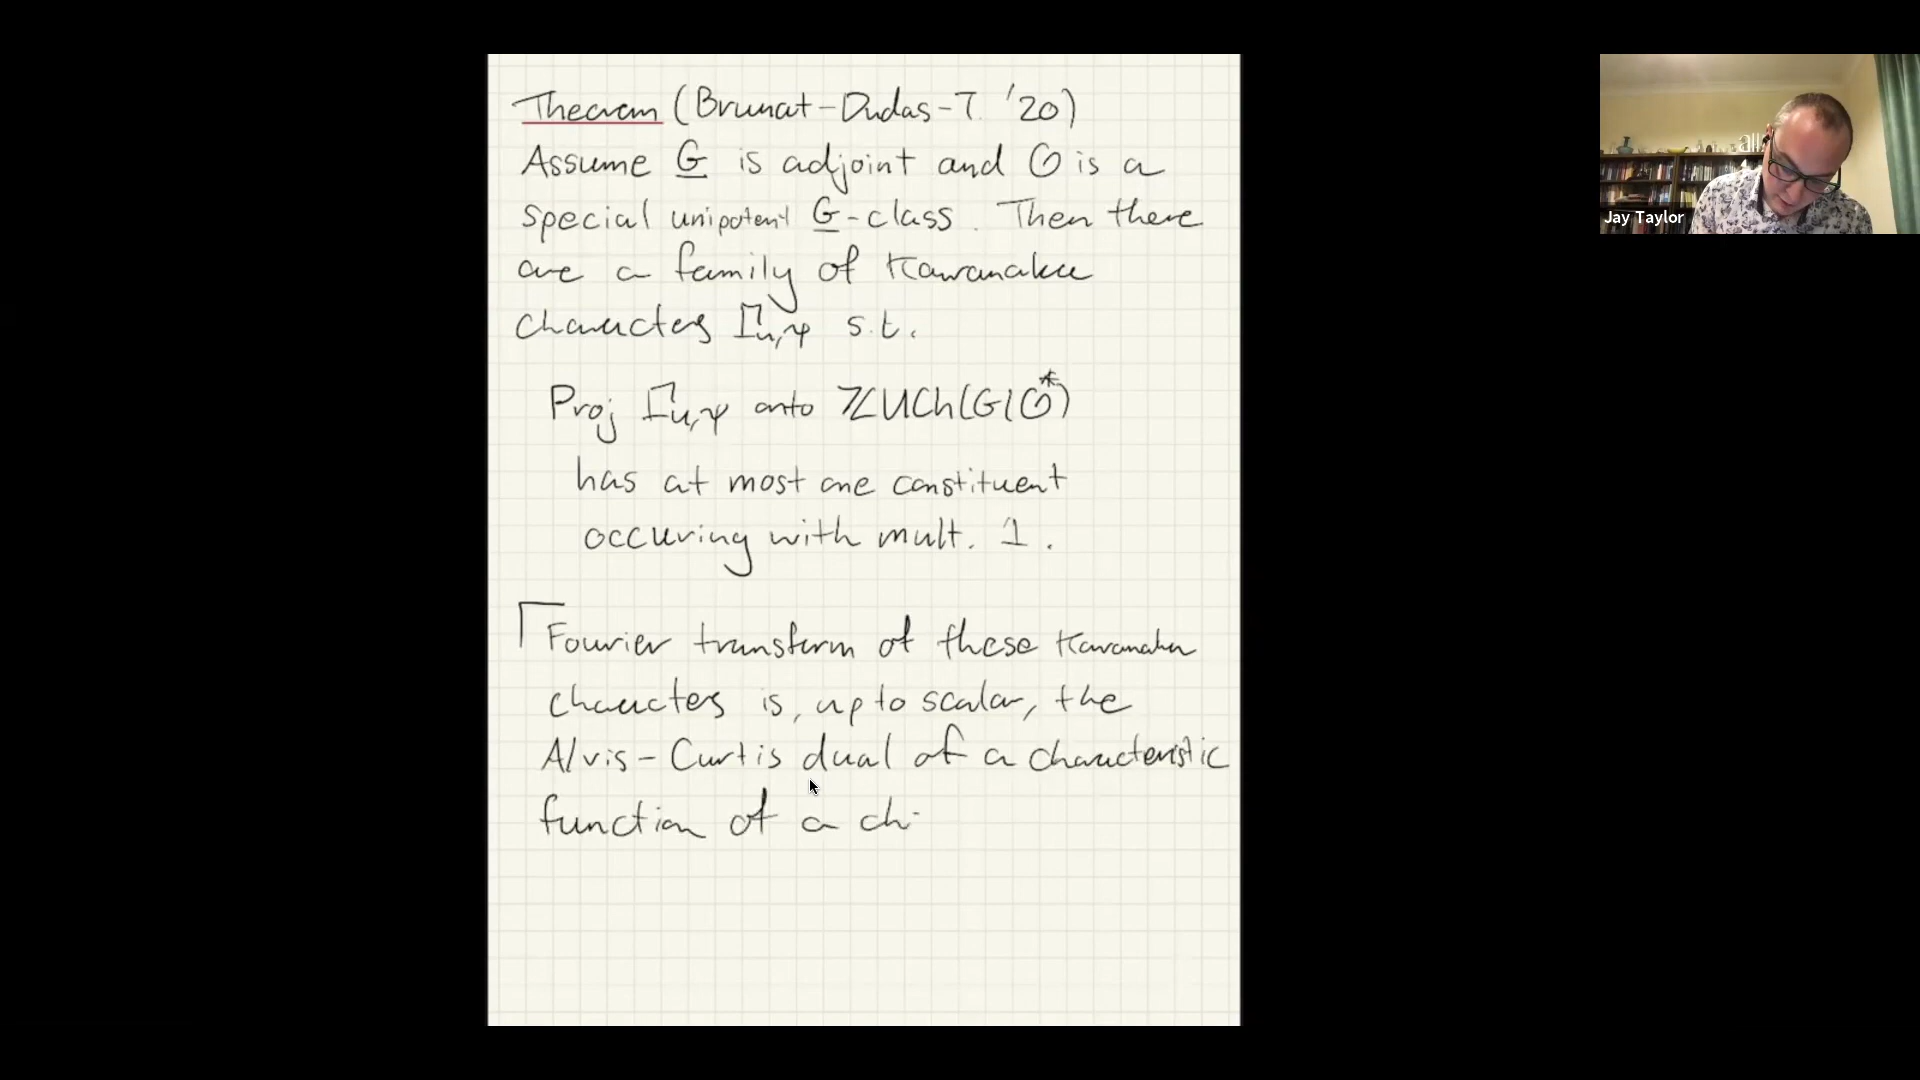 Theorem (Brunat-Dudas-T. '20)
Assume G is adjoint and O is a
special unipotent G-class. Then there
are a family of Kawanaka
characters Γu,ψ s.t.
Proj Γu,ψ onto ℤUCh(G|O*)
has at most one constituent
occuring with mult. 1.
Fourier transform of these Kawanaka
characters is, up to scalar, the
Alvis-Curtis dual of a characteristic
function of a ch
Jay Taylor